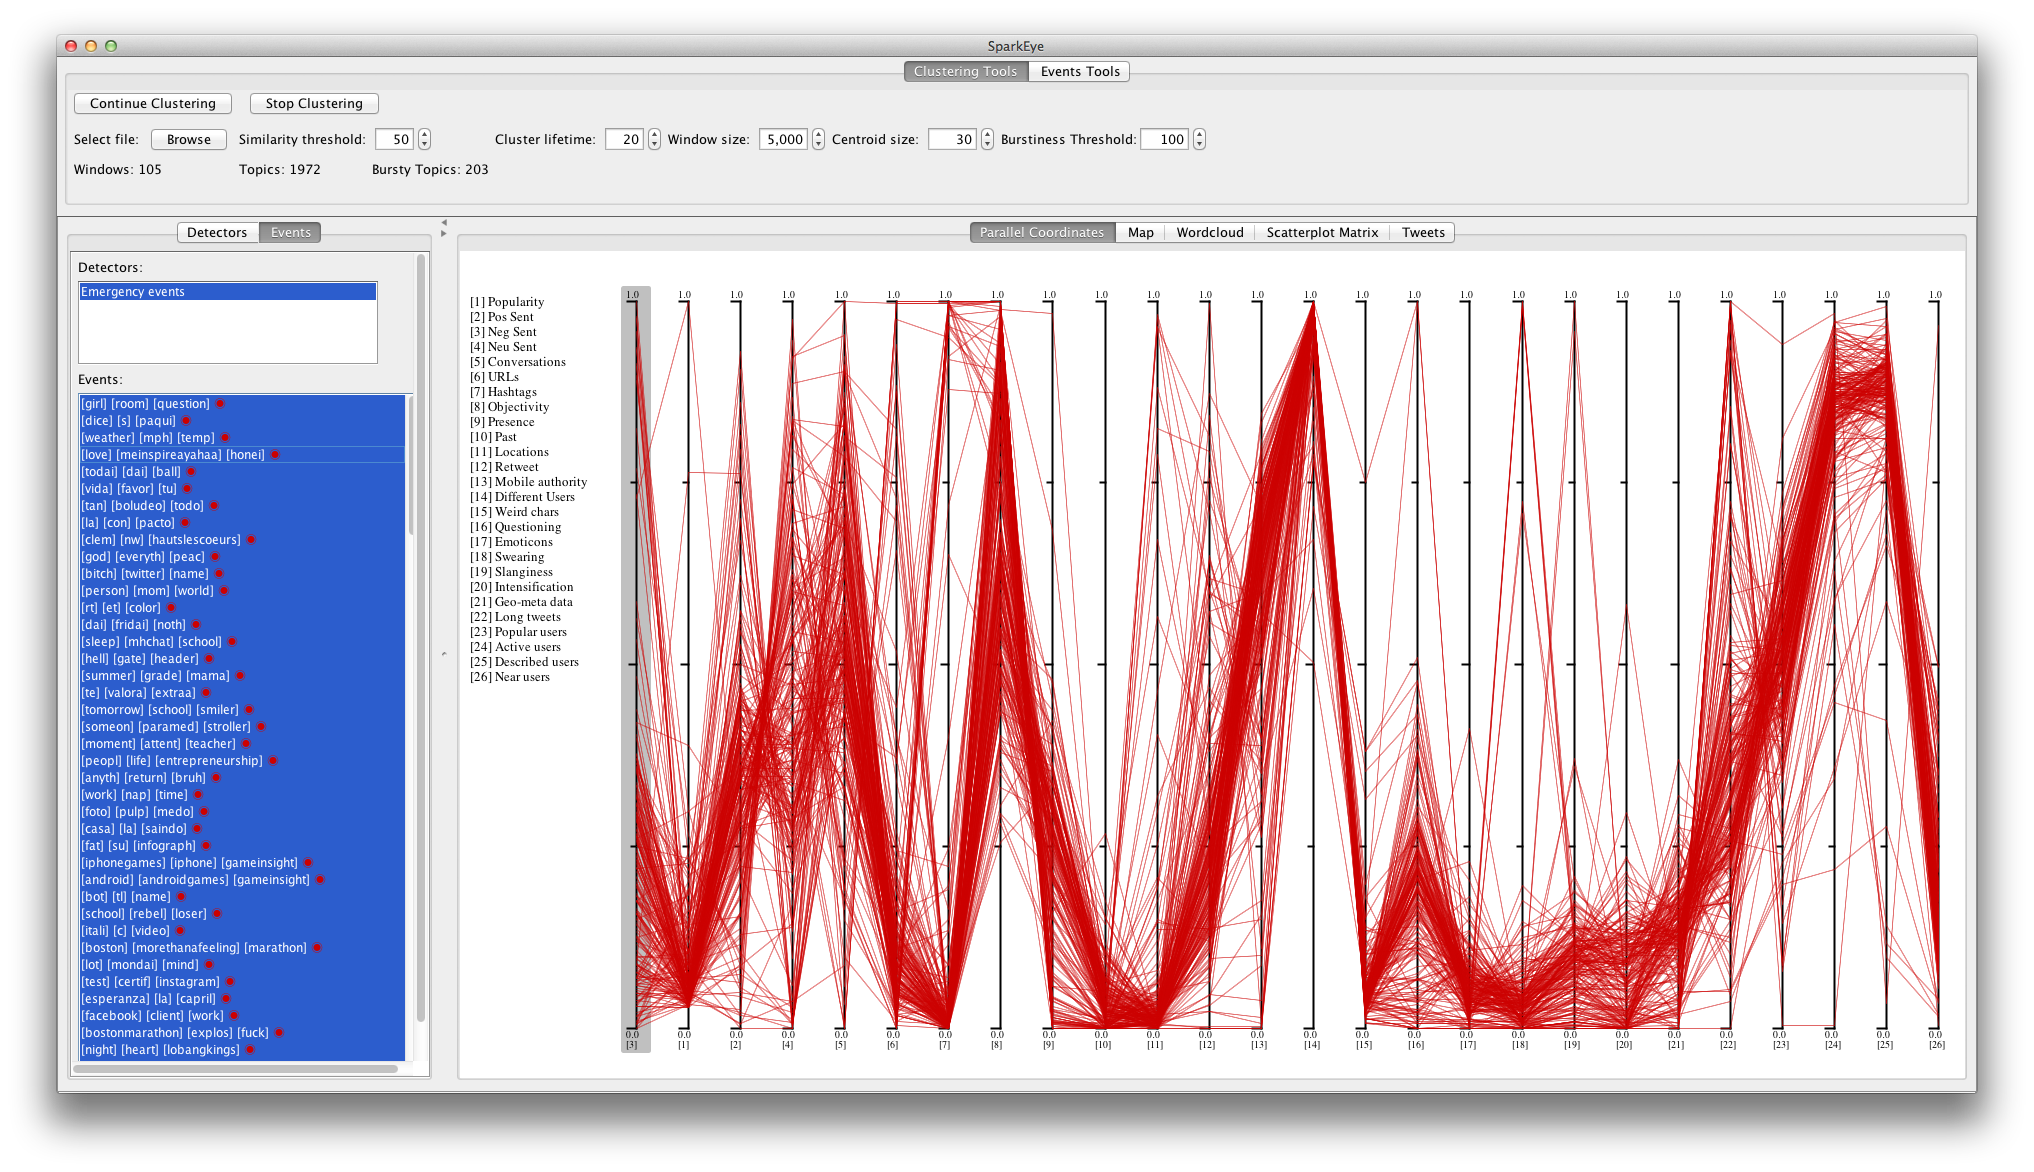 SparkEye
Clustering Tools Events Tools
Continue Clustering Stop Clustering
Select file: Browse Similarity threshold: 50 Cluster lifetime: 20 Window size: 5,000 Centroid size: 30 Burstiness Threshold: 100
Windows: 105 Topics: 1972 Bursty Topics: 203
Detectors Events
Detectors:
Emergency events
Events:
[girl] [room] [question]
[dice] [s] [paqui]
[weather] [mph] [temp]
[love] [meinspireayahaa] [honei]
[todai] [dai] [ball]
[vida] [favor] [tu]
[tan] [boludeo] [todo]
[la] [con] [pacto]
[clem] [nw] [hautslescoeurs]
[god] [everyth] [peac]
[bitch] [twitter] [name]
[person] [mom] [world]
[rt] [et] [color]
[dai] [fridai] [noth]
[sleep] [mhchat] [school]
[hell] [gate] [header]
[summer] [grade] [mama]
[te] [valora] [extraa]
[tomorrow] [school] [smiler]
[someon] [paramed] [stroller]
[moment] [attent] [teacher]
[peopl] [life] [entrepreneurship]
[anyth] [return] [bruh]
[work] [nap] [time]
[foto] [pulp] [medo]
[casa] [la] [saindo]
[fat] [su] [infograph]
[iphonegames] [iphone] [gameinsight]
[android] [androidgames] [gameinsight]
[bot] [tl] [name]
[school] [rebel] [loser]
[itali] [c] [video]
[boston] [morethanafeeling] [marathon]
[lot] [mondai] [mind]
[test] [certif] [instagram]
[esperanza] [la] [capril]
[facebook] [client] [work]
[bostonmarathon] [explos] [fuck]
[night] [heart] [lobangkings]
Parallel Coordinates Map Wordcloud Scatterplot Matrix Tweets
[1] Popularity
[2] Pos Sent
[3] Neg Sent
[4] Neu Sent
[5] Conversations
[6] URLs
[7] Hashtags
[8] Objectivity
[9] Presence
[10] Past
[11] Locations
[12] Retweet
[13] Mobile authority
[14] Different Users
[15] Weird chars
[16] Questioning
[17] Emoticons
[18] Swearing
[19] Slanginess
[20] Intensification
[21] Geo-meta data
[22] Long tweets
[23] Popular users
[24] Active users
[25] Described users
[26] Near users
1.0 1.0 1.0 1.0 1.0 1.0 1.0 1.0 1.0 1.0 1.0 1.0 1.0 1.0 1.0 1.0 1.0 1.0 1.0 1.0 1.0 1.0 1.0 1.0 1.0 1.0
0.0 0.0 0.0 0.0 0.0 0.0 0.0 0.0 0.0 0.0 0.0 0.0 0.0 0.0 0.0 0.0 0.0 0.0 0.0 0.0 0.0 0.0 0.0 0.0 0.0 0.0
[3] [1] [2] [4] [5] [6] [7] [8] [9] [10] [11] [12] [13] [14] [15] [16] [17] [18] [19] [20] [21] [22] [23] [24] [25] [26]